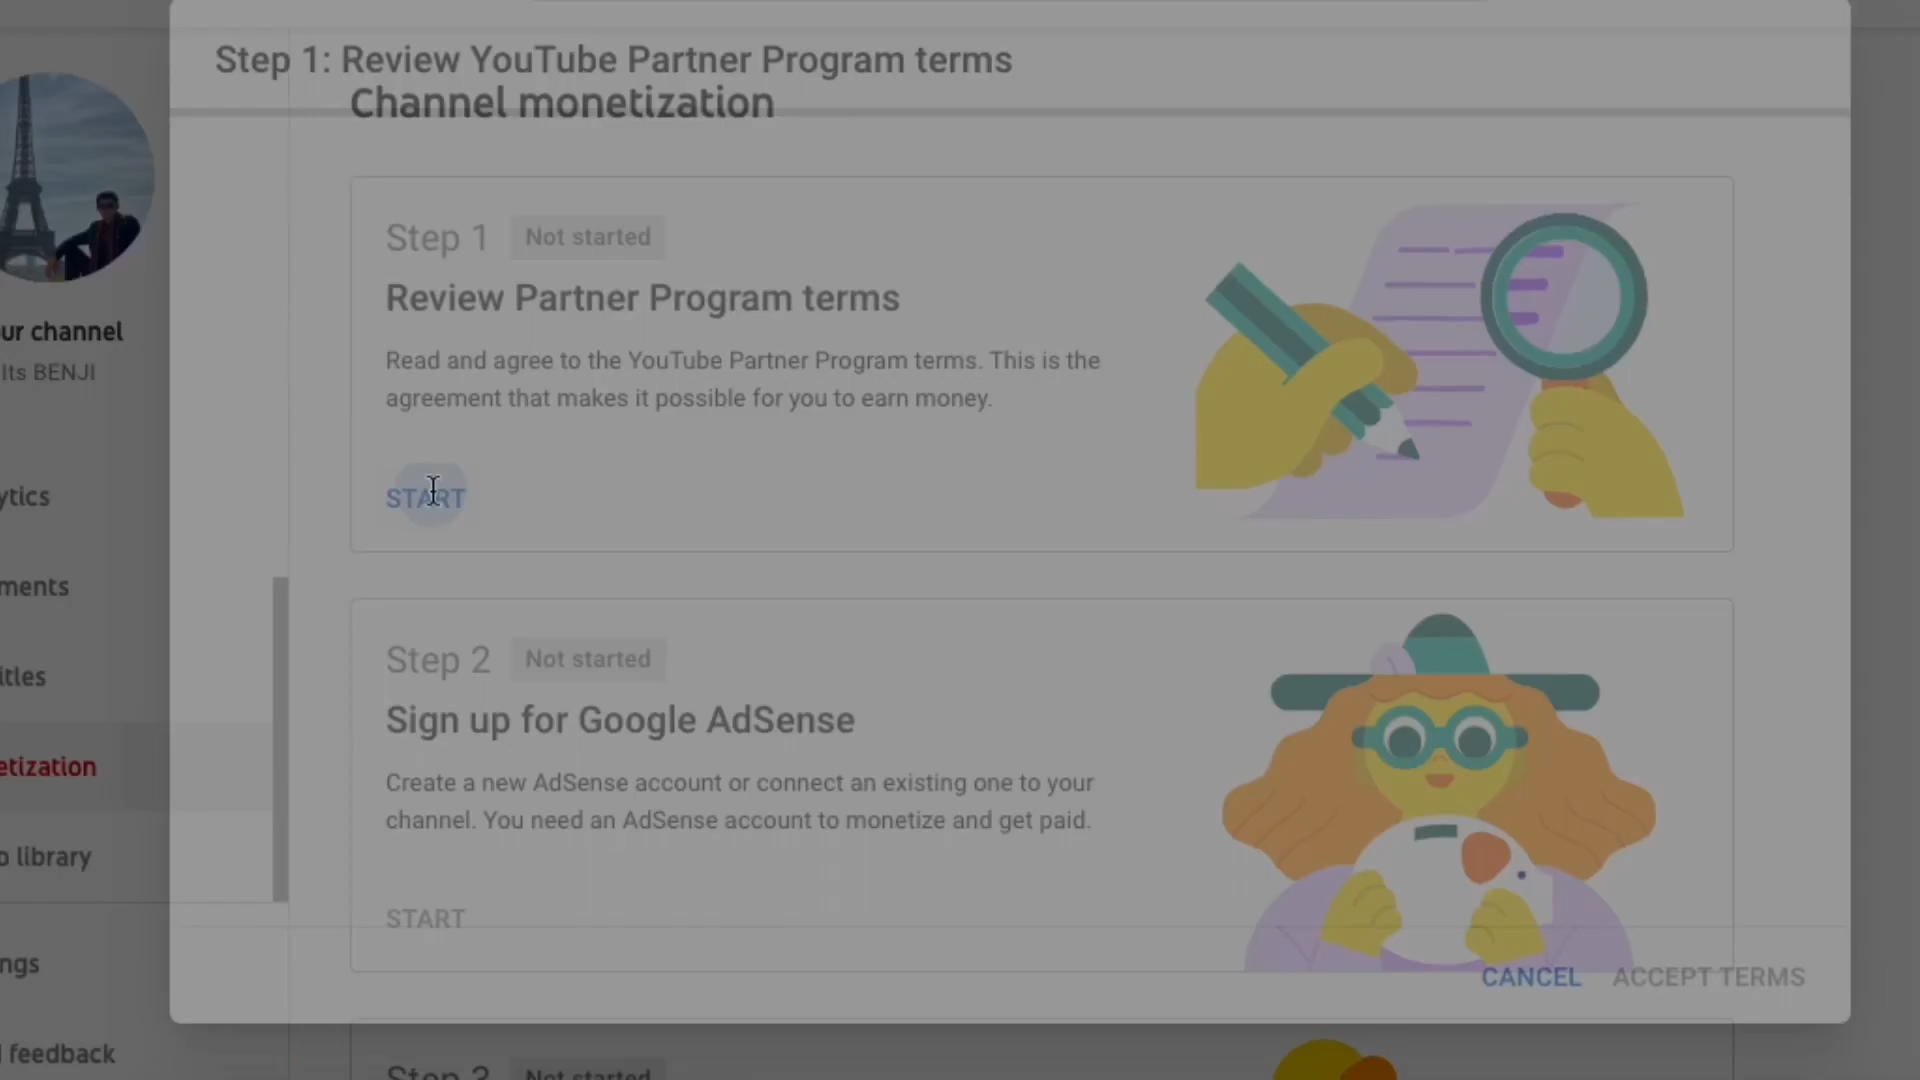 Step 1: Review YouTube Partner Program terms
Channel monetization
ur channel
Its BENJI
ytics
ments
itles
etization
o library
ngs
feedback
Step 1 Not started
Review Partner Program terms
Read and agree to the YouTube Partner Program terms. This is the
agreement that makes it possible for you to earn money.
START
Step 2 Not started
Sign up for Google AdSense
Create a new AdSense account or connect an existing one to your
channel. You need an AdSense account to monetize and get paid.
START
CANCEL ACCEPT TERMS
Step 3 Not started